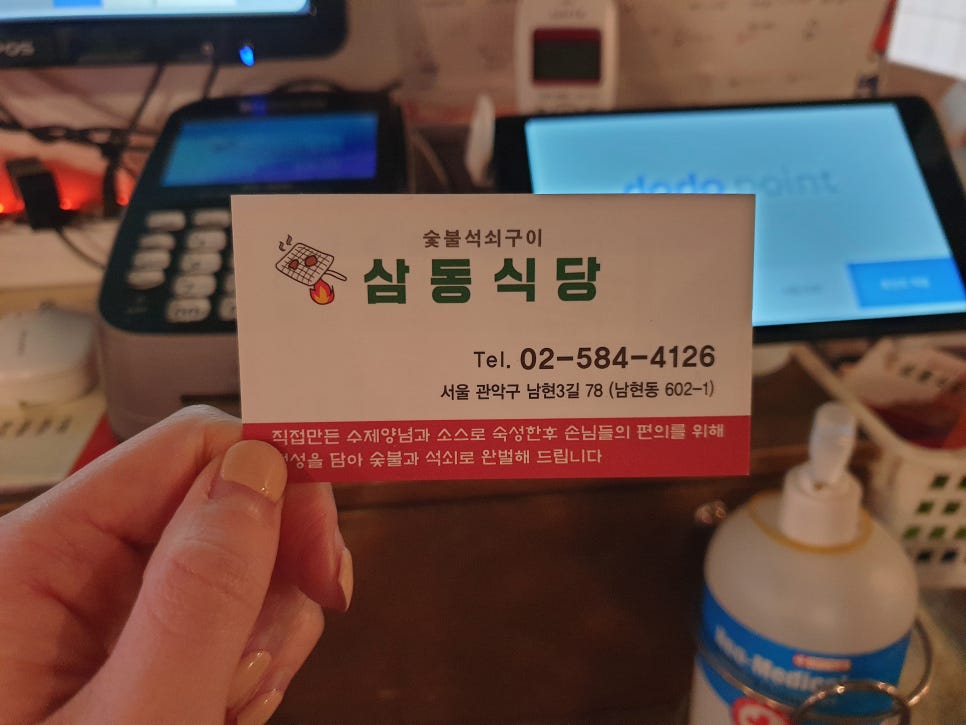 POS
dodo point
숯불석쇠구이
삼동식당
Tel. 02-584-4126
서울 관악구 남현3길 78 (남현동 602-1)
직접만든 수제양념과 소스로 숙성한후 손님들의 편의를 위해
담아 숯불과 석쇠로 완벌해 드립니다